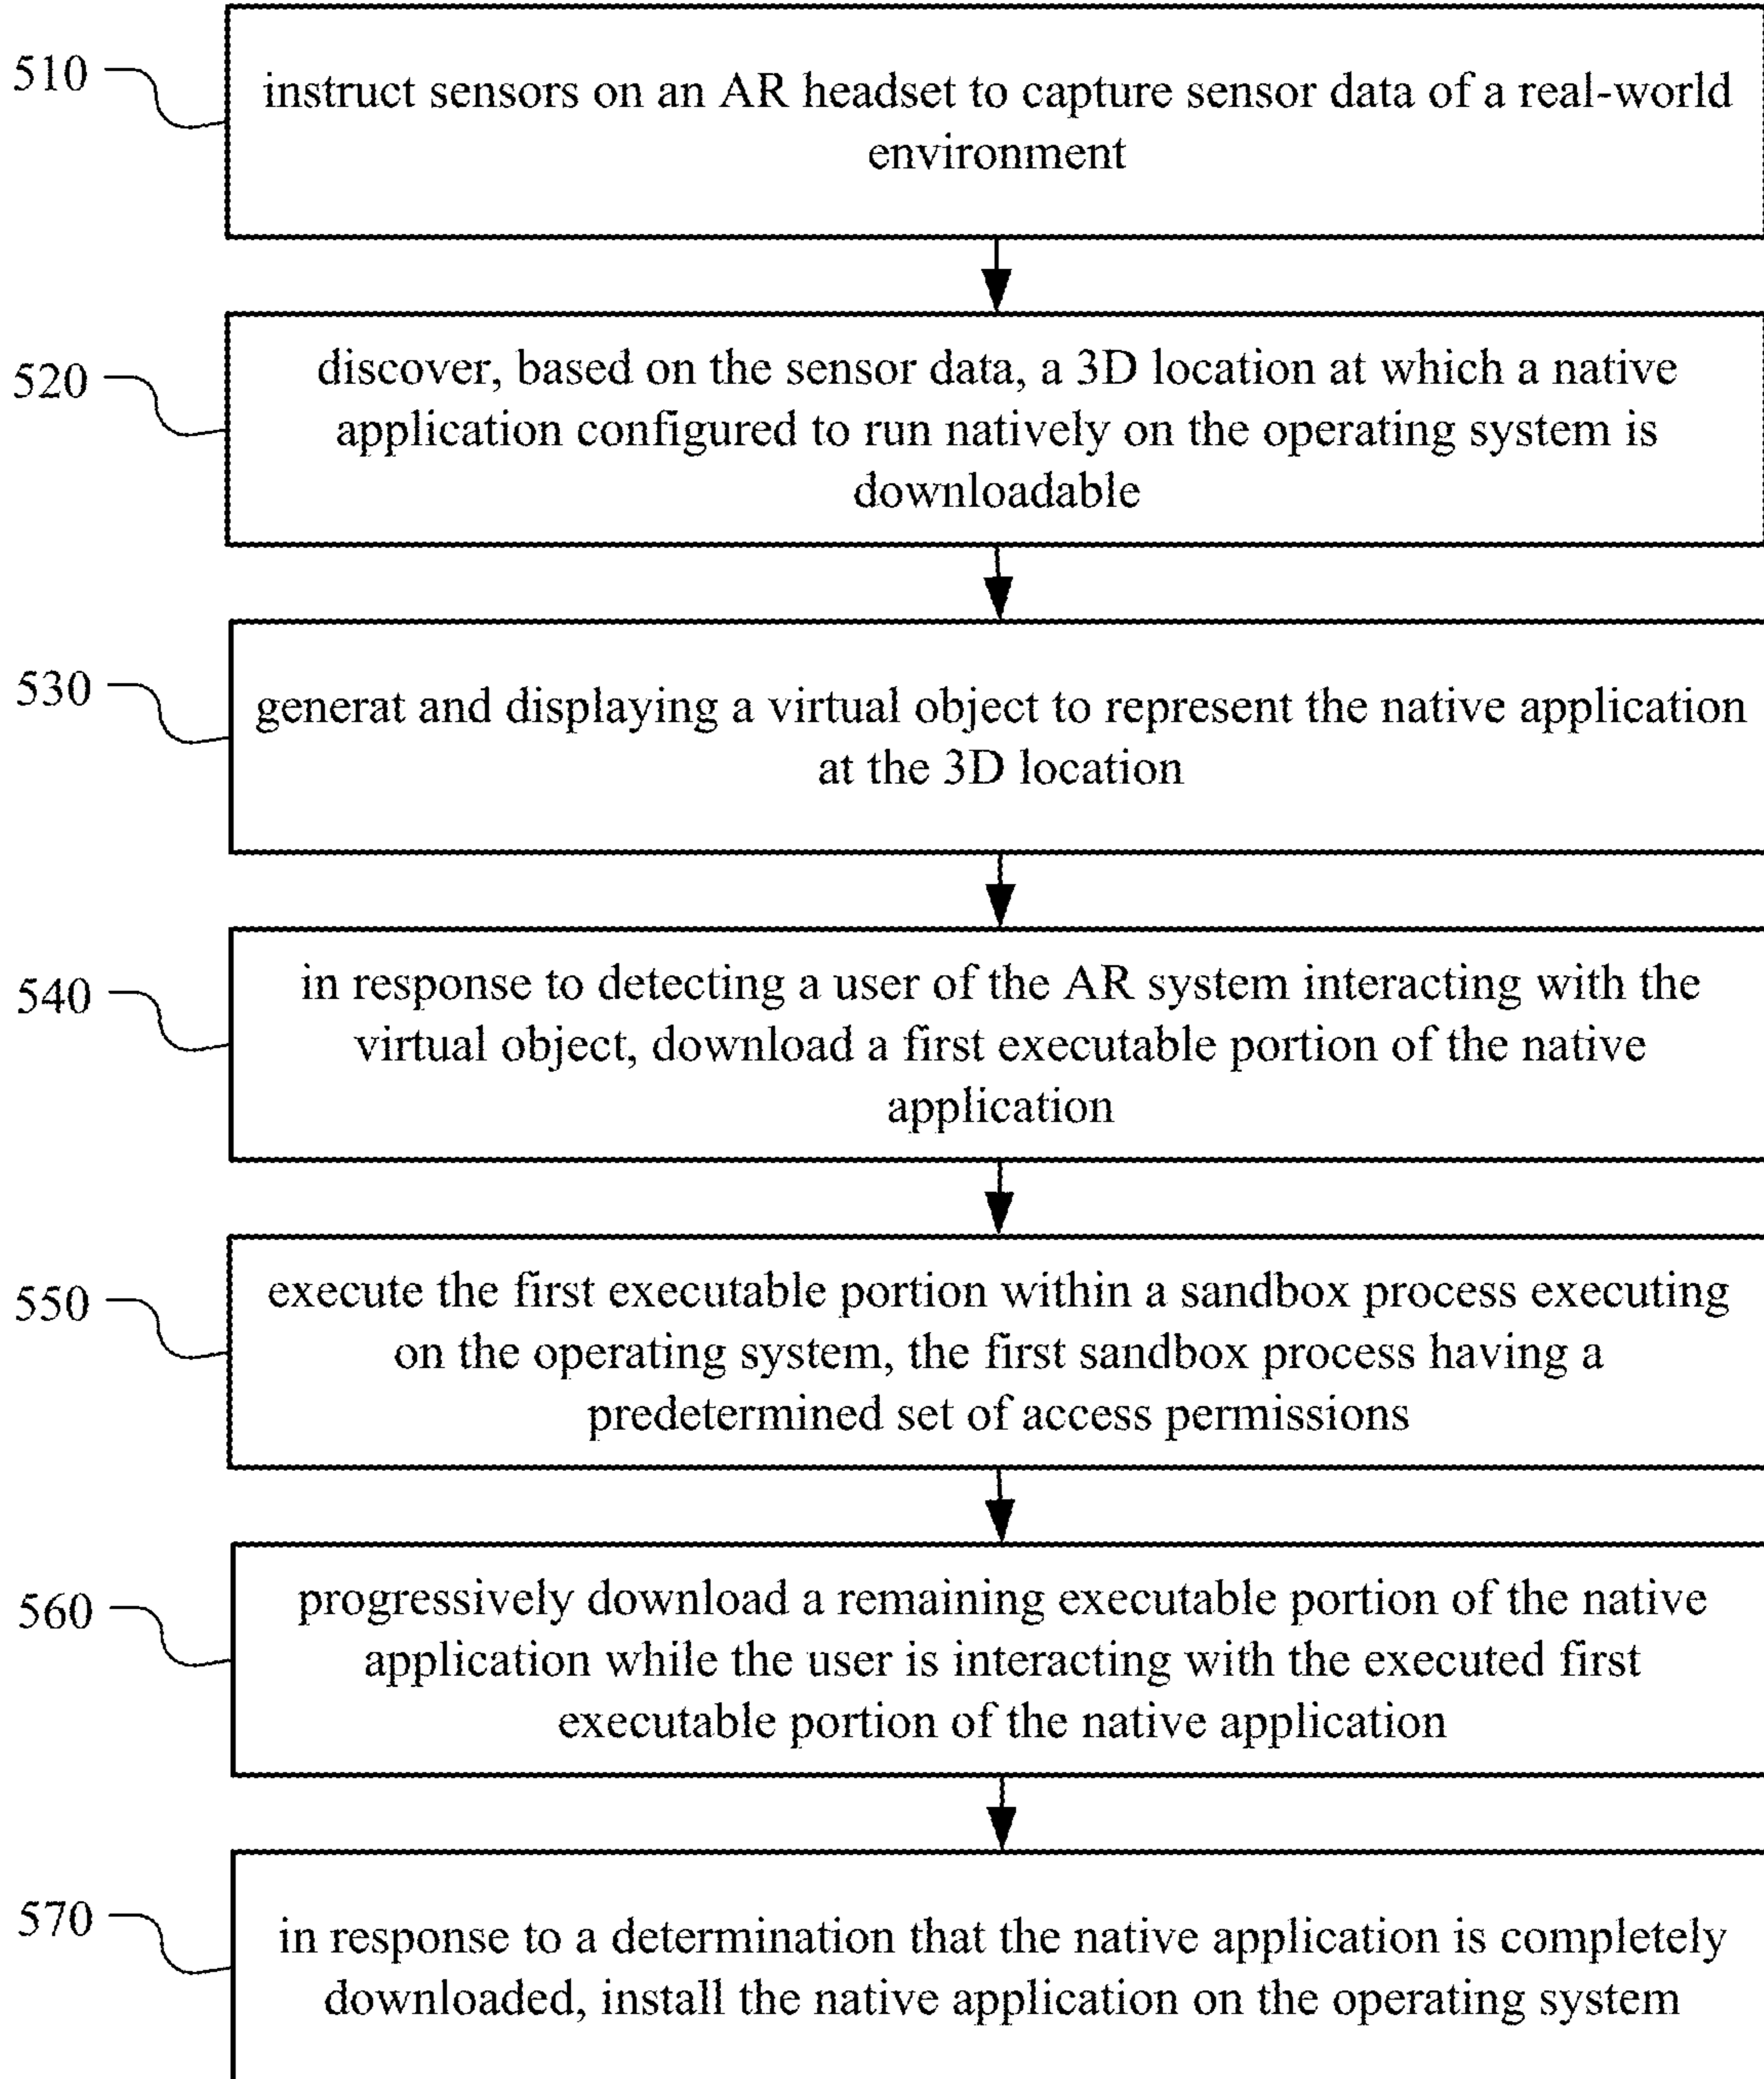 510
instruct sensors on an AR headset to capture sensor data of a real-world
environment
520
discover, based on the sensor data, a 3D location at which a native
application configured to run natively on the operating system is
downloadable
530
generat and displaying a virtual object to represent the native application
at the 3D location
540
in response to detecting a user of the AR system interacting with the
virtual object, download a first executable portion of the native
application
550
execute the first executable portion within a sandbox process executing
on the operating system, the first sandbox process having a
predetermined set of access permissions
560
progressively download a remaining executable portion of the native
application while the user is interacting with the executed first
executable portion of the native application
570
in response to a determination that the native application is completely
downloaded, install the native application on the operating system